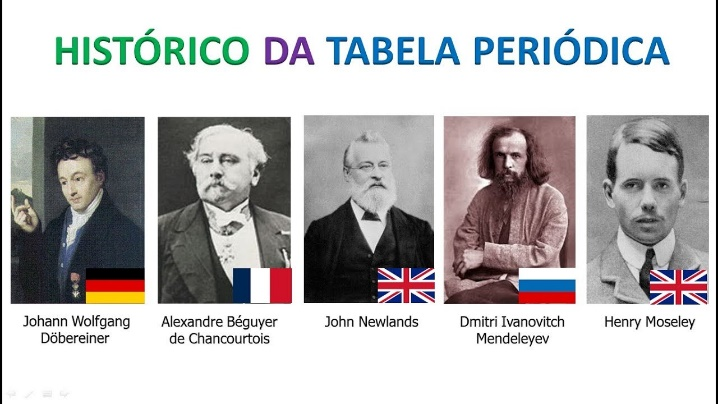 HISTÓRICO DA TABELA PERIÓDICA
Johann Wolfgang
Döbereiner
Alexandre Béguyer
de Chancourtois
John Newlands
Dmitri Ivanovitch
Mendeleyev
Henry Moseley